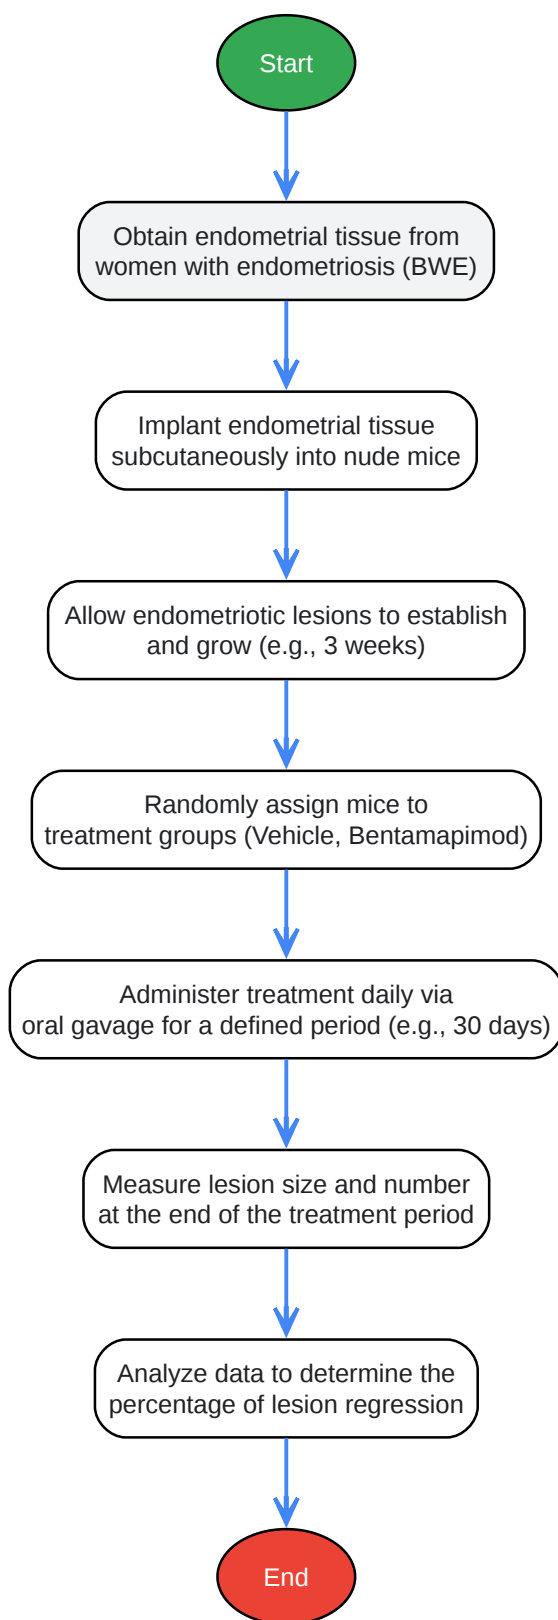 Start
Obtain endometrial tissue from
women with endometriosis (BWE)
Implant endometrial tissue
subcutaneously into nude mice
Allow endometriotic lesions to establish
and grow (e.g., 3 weeks)
Randomly assign mice to
treatment groups (Vehicle, Bentamapimod)
Administer treatment daily via
oral gavage for a defined period (e.g., 30 days)
Measure lesion size and number
at the end of the treatment period
Analyze data to determine the
percentage of lesion regression
End